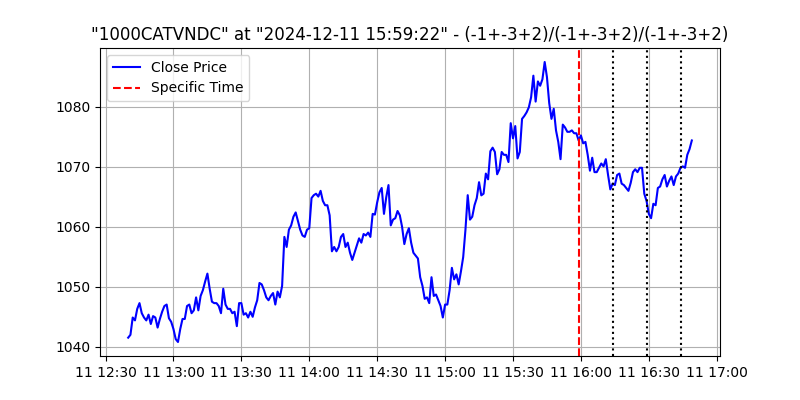 "1000CATVNDC" at "2024-12-11 15:59:22" - (-1+-3+2)/(-1+-3+2)/(-1+-3+2)
Close Price
Specific Time
1080
1070
1060
1050
1040
11 12:30 11 13:00 11 13:30 11 14:00 11 14:30 11 15:00 11 15:30 11 16:00 11 16:30 11 17:00